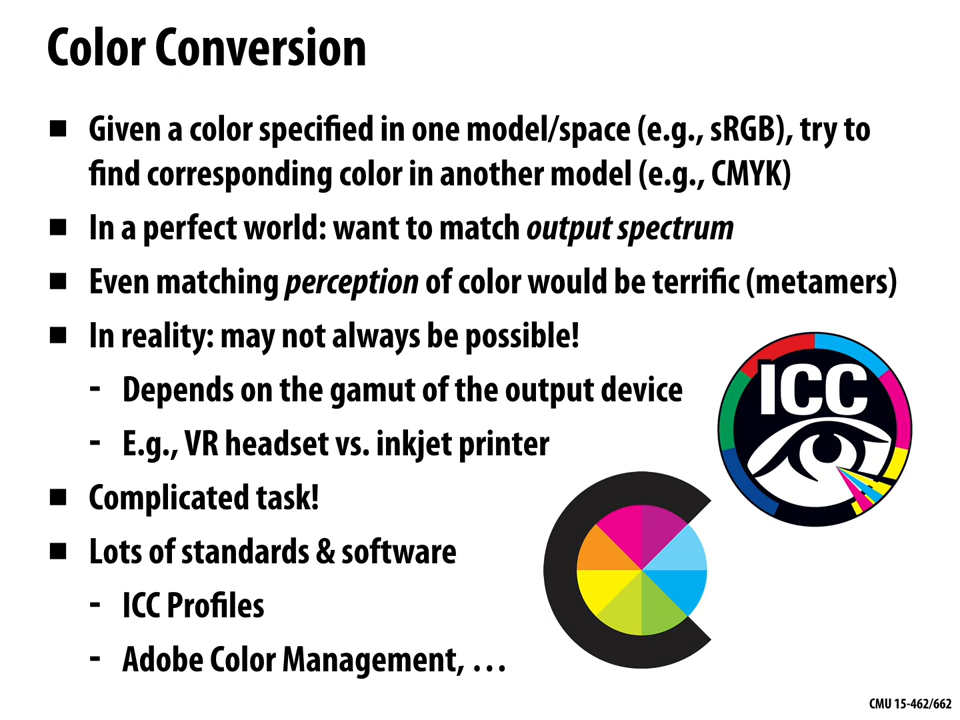 Color Conversion
■ Given a color specified in one model/space (e.g., sRGB), try to
find corresponding color in another model (e.g., CMYK)
■ In a perfect world: want to match output spectrum
■ Even matching perception of color would be terrific (metamers)
■ In reality: may not always be possible!
- Depends on the gamut of the output device
- E.g., VR headset vs. inkjet printer
■ Complicated task!
■ Lots of standards & software
- ICC Profiles
- Adobe Color Management, …
ICC
CMU 15-462/662